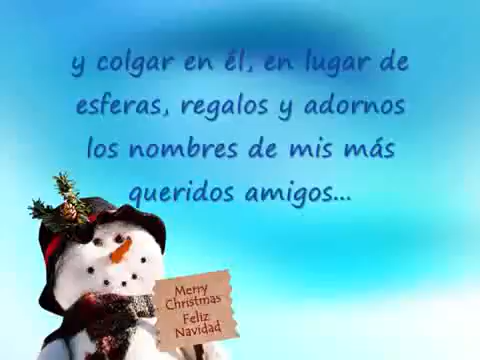 y colgar en él, en lugar de
esferas, regalos y adornos
los nombres de mis más
queridos amigos...
Merry
Christmas
Feliz
Navidad